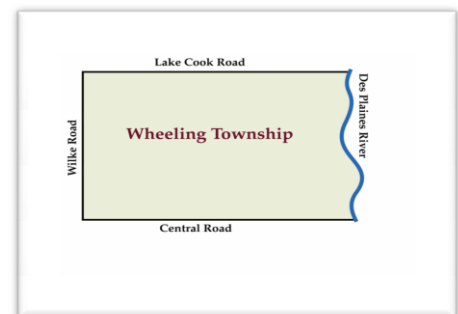 Lake Cook Road
Des Plaines River
Wheeling Township
Wilke Road
Central Road